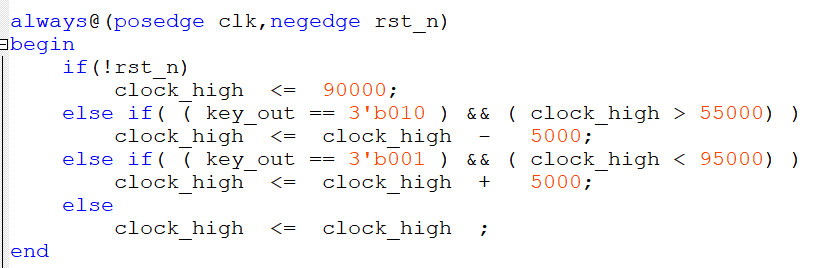 always@(posedge clk,negedge rst_n)
begin
    if(!rst_n)
        clock_high  <=  90000;
    else if( ( key_out == 3'b010 ) && ( clock_high > 55000) )
        clock_high  <=  clock_high  -   5000;
    else if( ( key_out == 3'b001 ) && ( clock_high < 95000) )
        clock_high  <=  clock_high  +   5000;
    else
        clock_high  <=  clock_high  ;
end